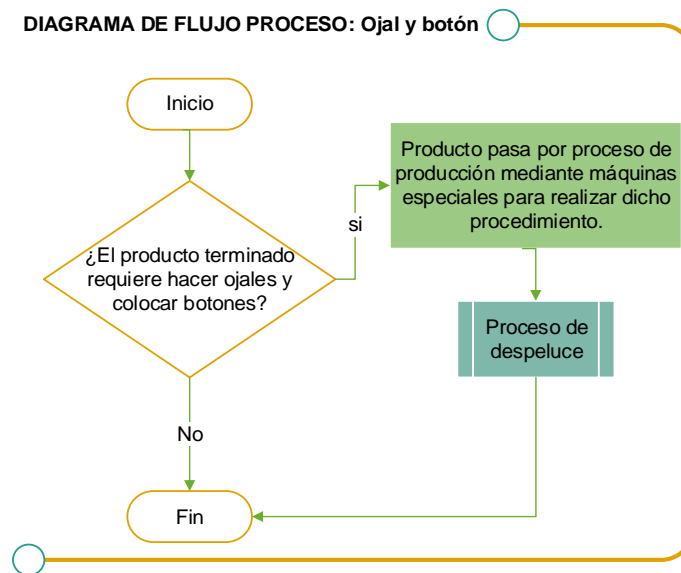 DIAGRAMA DE FLUJO PROCESO: Ojal y botón
Inicio
Producto pasa por proceso de
producción mediante máquinas
especiales para realizar dicho
procedimiento.
si
¿El producto terminado
requiere hacer ojales y
colocar botones?
Proceso de
despeluce
No
Fin